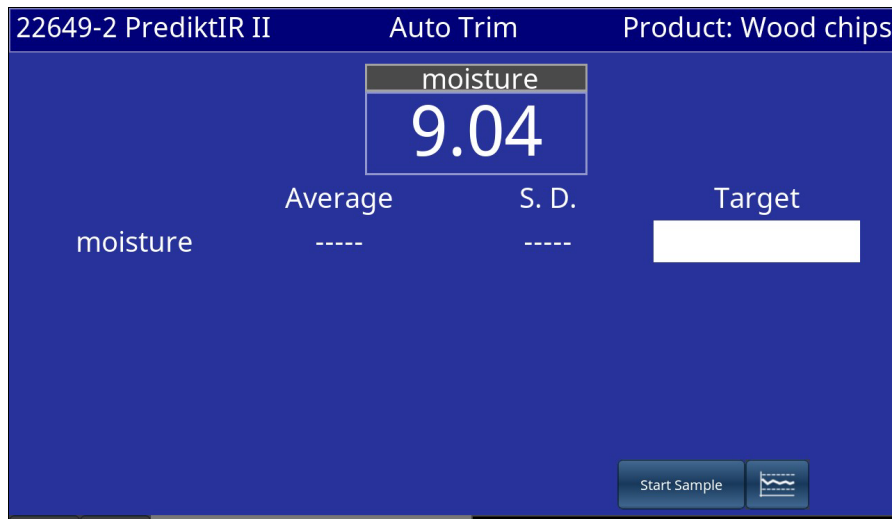 22649-2 PrediktIR II Auto Trim Product: Wood chips
moisture
9.04
Average S. D. Target
moisture ----- -----
Start Sample